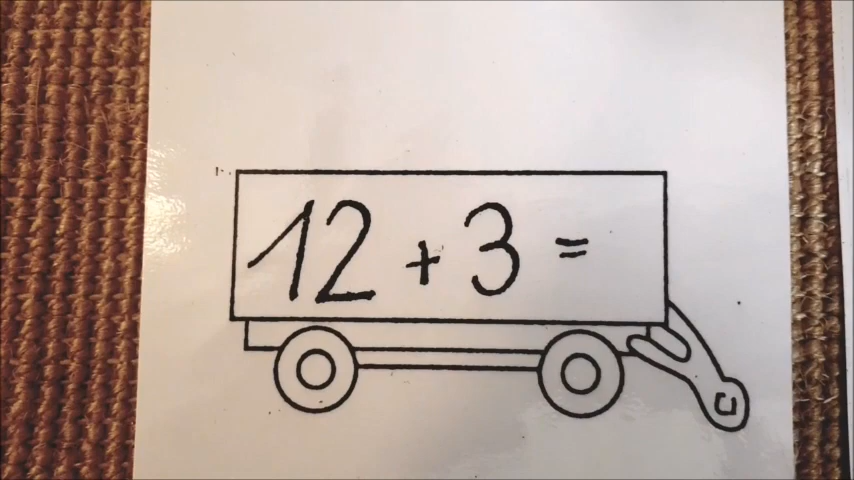 12 + 3 =